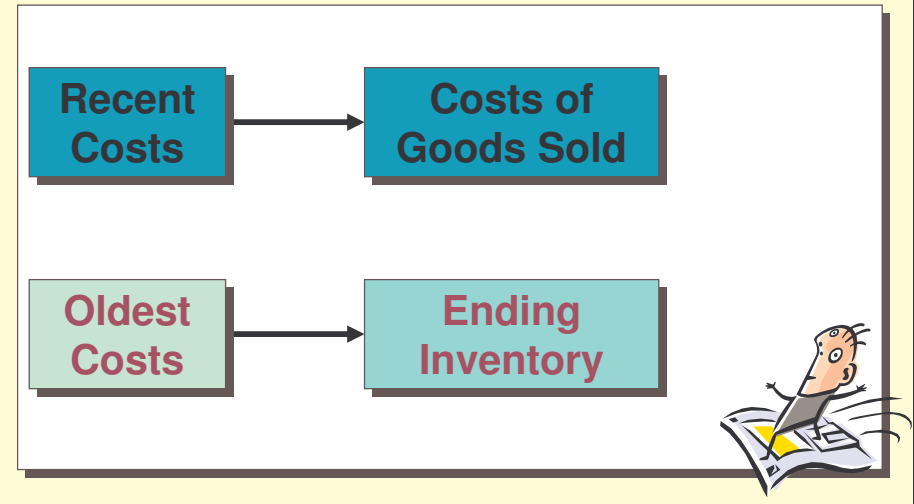 Recent
Costs
Costs of
Goods Sold
Oldest
Costs
Ending
Inventory